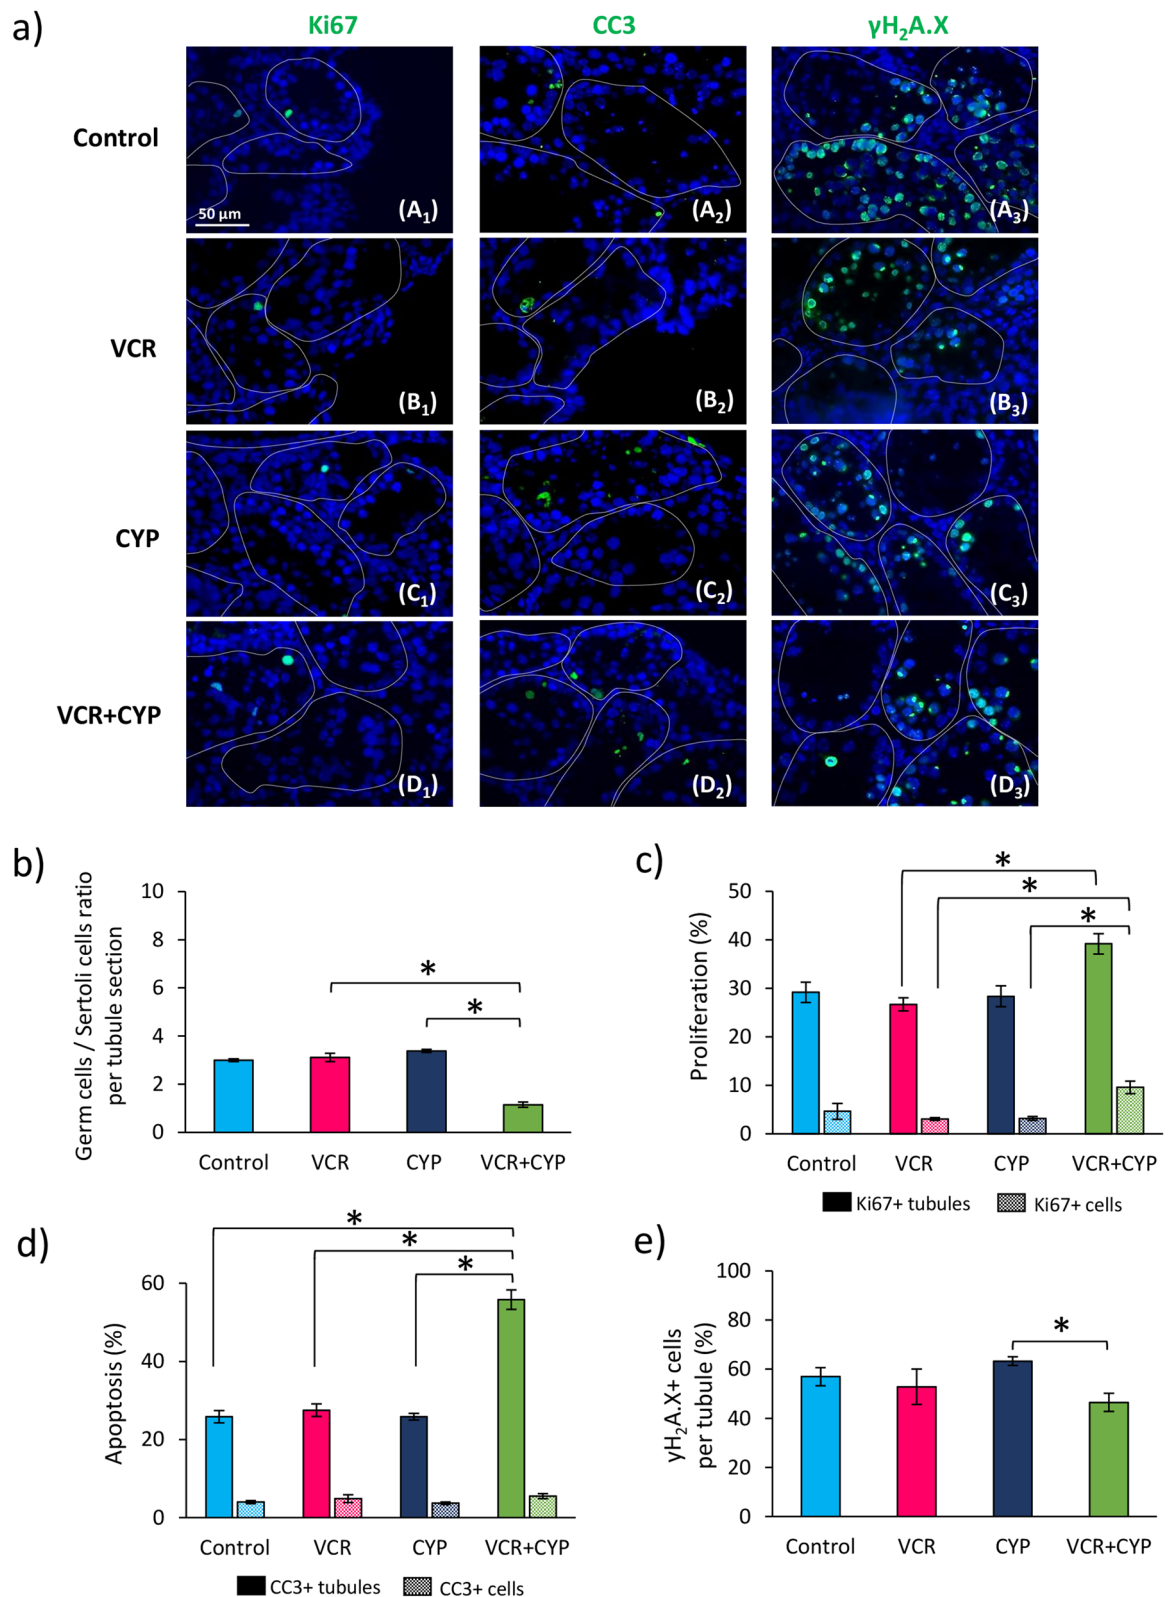 a)
Ki67 CC3 γH₂A.X
Control
50 µm
(A₁) (A₂) (A₃)
VCR
(B₁) (B₂) (B₃)
CYP
(C₁) (C₂) (C₃)
VCR+CYP
(D₁) (D₂) (D₃)
b)
Germ cells / Sertoli cells ratio
per tubule section
10
8
6
4
2
0
*
*
Control VCR CYP VCR+CYP
c)
Proliferation (%)
50
40
30
20
10
0
*
*
*
Control VCR CYP VCR+CYP
Ki67+ tubules Ki67+ cells
d)
Apoptosis (%)
60
40
20
0
*
*
*
Control VCR CYP VCR+CYP
CC3+ tubules CC3+ cells
e)
γH₂A.X+ cells
per tubule (%)
100
80
60
40
20
0
*
Control VCR CYP VCR+CYP